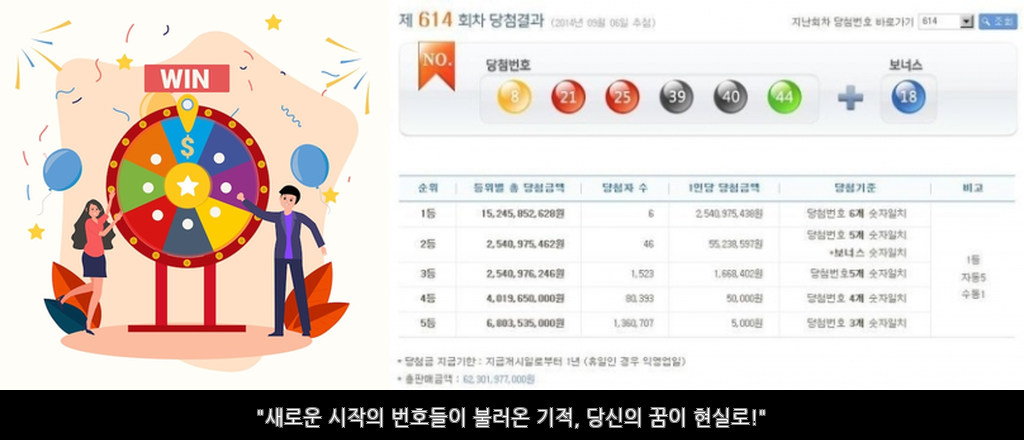 WIN
$
제 614 회차 당첨결과 (2014년 09월 06일 추첨)
지난회차 당첨번호 바로가기 614 조회
NO.
당첨번호
보너스
8 21 25 39 40 44 + 18
순위 등위별 총 당첨금액 당첨자 수 1인당 당첨금액 당첨기준 비고
1등 15,245,852,628원 6 2,540,975,438원 당첨번호 6개 숫자일치
2등 2,540,975,462원 46 55,238,597원 당첨번호 5개 숫자일치
+보너스 숫자일치
3등 2,540,976,246원 1,523 1,668,402원 당첨번호5개 숫자일치
4등 4,019,650,000원 80,393 50,000원 당첨번호 4개 숫자일치
5등 6,803,535,000원 1,360,707 5,000원 당첨번호 3개 숫자일치
1등
자동5
수동1
* 당첨금 지급기한 : 지급개시일로부터 1년 (휴일인 경우 익영업일)
* 총판매금액 : 62,301,977,000원
"새로운 시작의 번호들이 불러온 기적, 당신의 꿈이 현실로!"